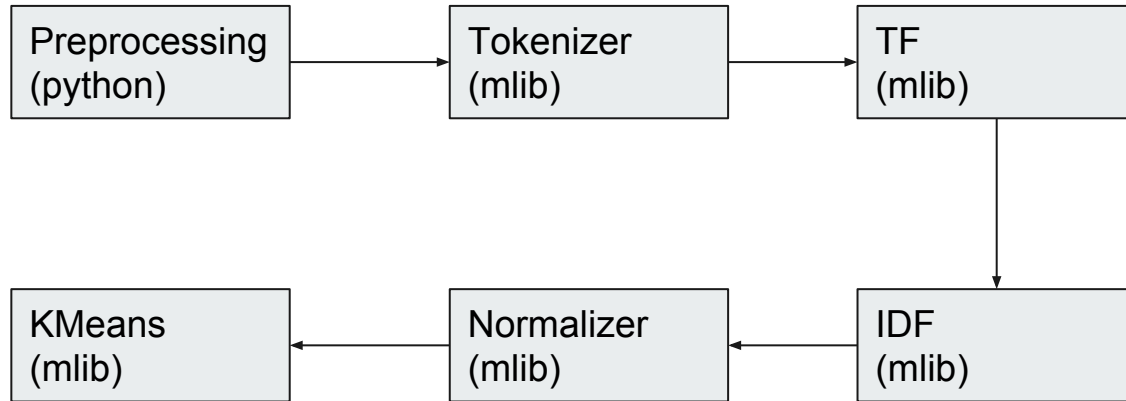 Preprocessing
(python)
Tokenizer
(mlib)
TF
(mlib)
KMeans
(mlib)
Normalizer
(mlib)
IDF
(mlib)